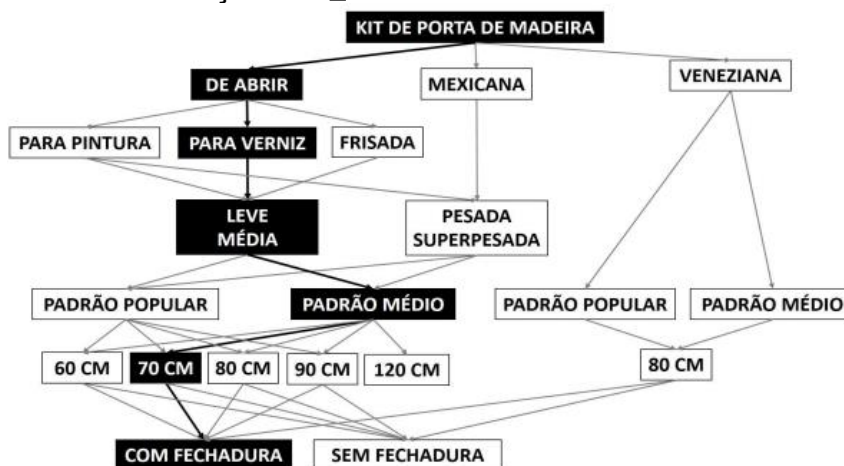 KIT DE PORTA DE MADEIRA
DE ABRIR
MEXICANA
VENEZIANA
PARA PINTURA
PARA VERNIZ
FRISADA
LEVE
MÉDIA
PESADA
SUPERPESADA
PADRÃO POPULAR
PADRÃO MÉDIO
PADRÃO POPULAR
PADRÃO MÉDIO
60 CM
70 CM
80 CM
90 CM
120 CM
80 CM
COM FECHADURA
SEM FECHADURA